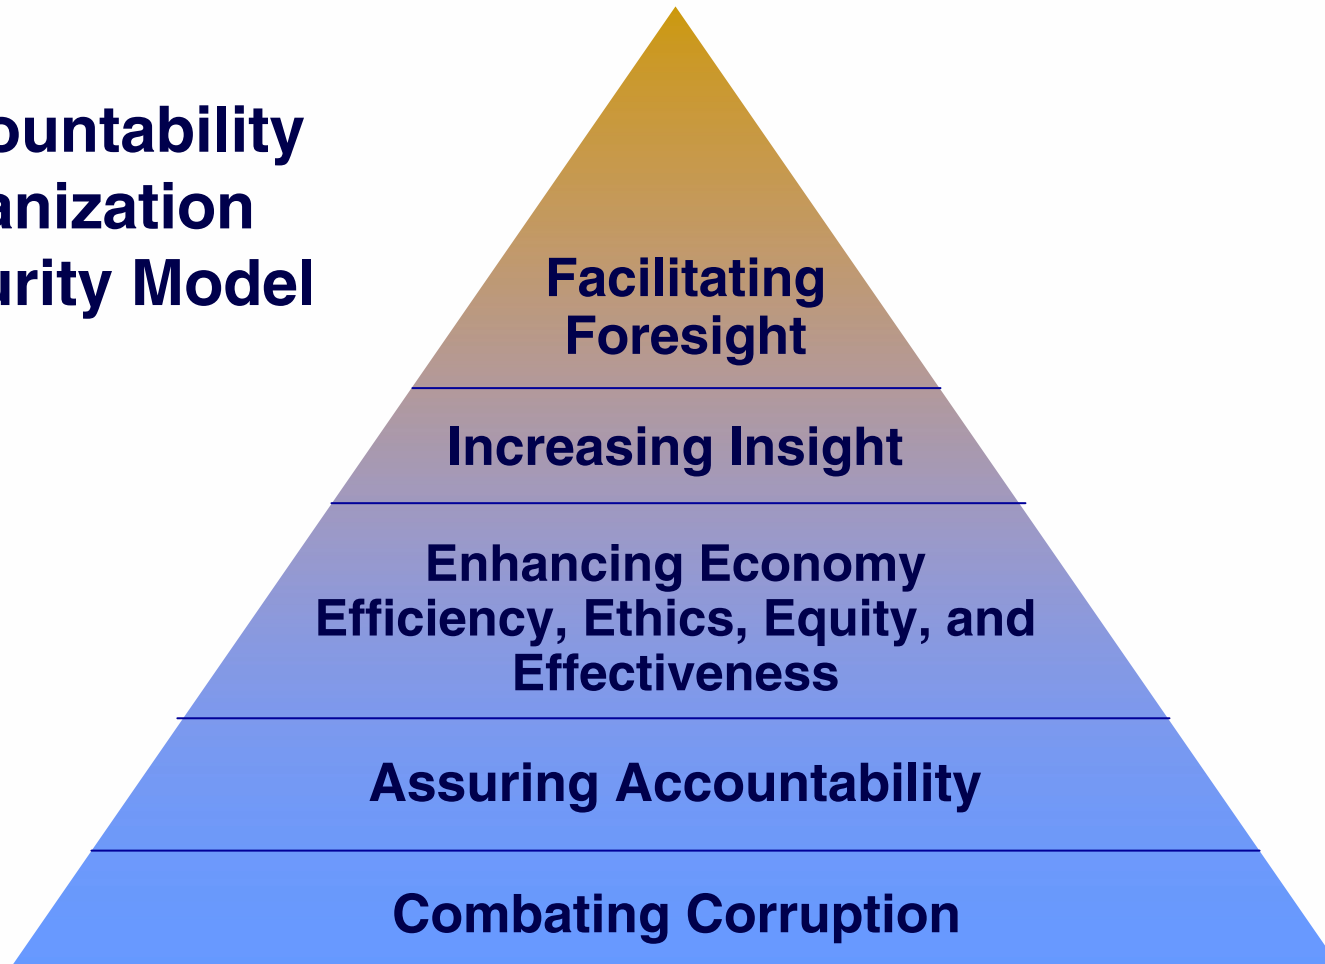 ountability
anization
urity Model
Facilitating
Foresight
Increasing Insight
Enhancing Economy
Efficiency, Ethics, Equity, and
Effectiveness
Assuring Accountability
Combating Corruption